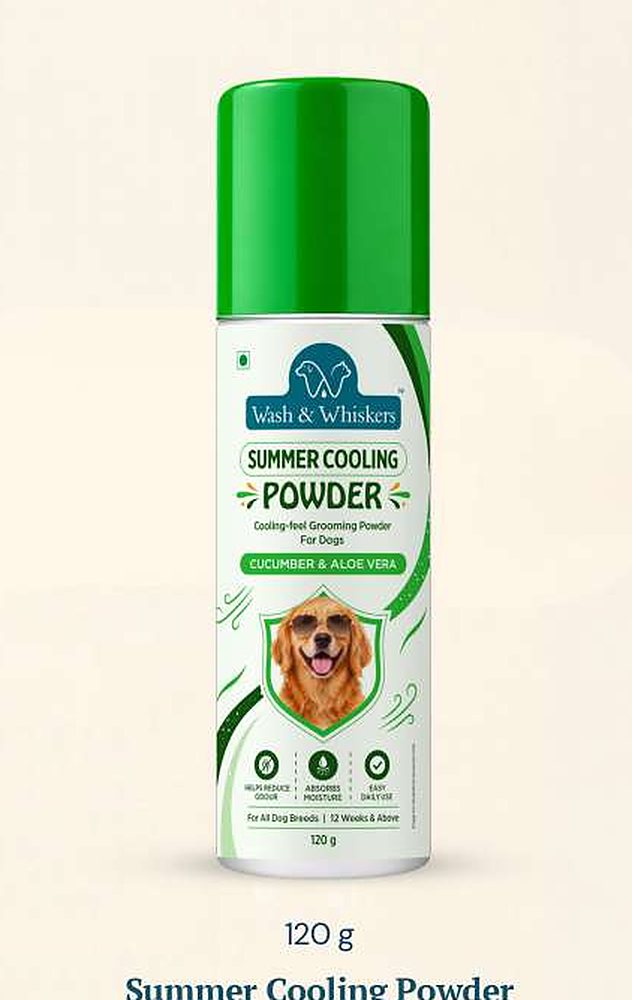 Wash & Whiskers
SUMMER COOLING
POWDER
Cooling-feel Grooming Powder
For Dogs
CUCUMBER & ALOE VERA
HELPS REDUCE ODOUR
ABSORBS MOISTURE
EASY DAILY USE
For All Dog Breeds | 12 Weeks & Above
120 g
120 g
Summer Cooling Powder